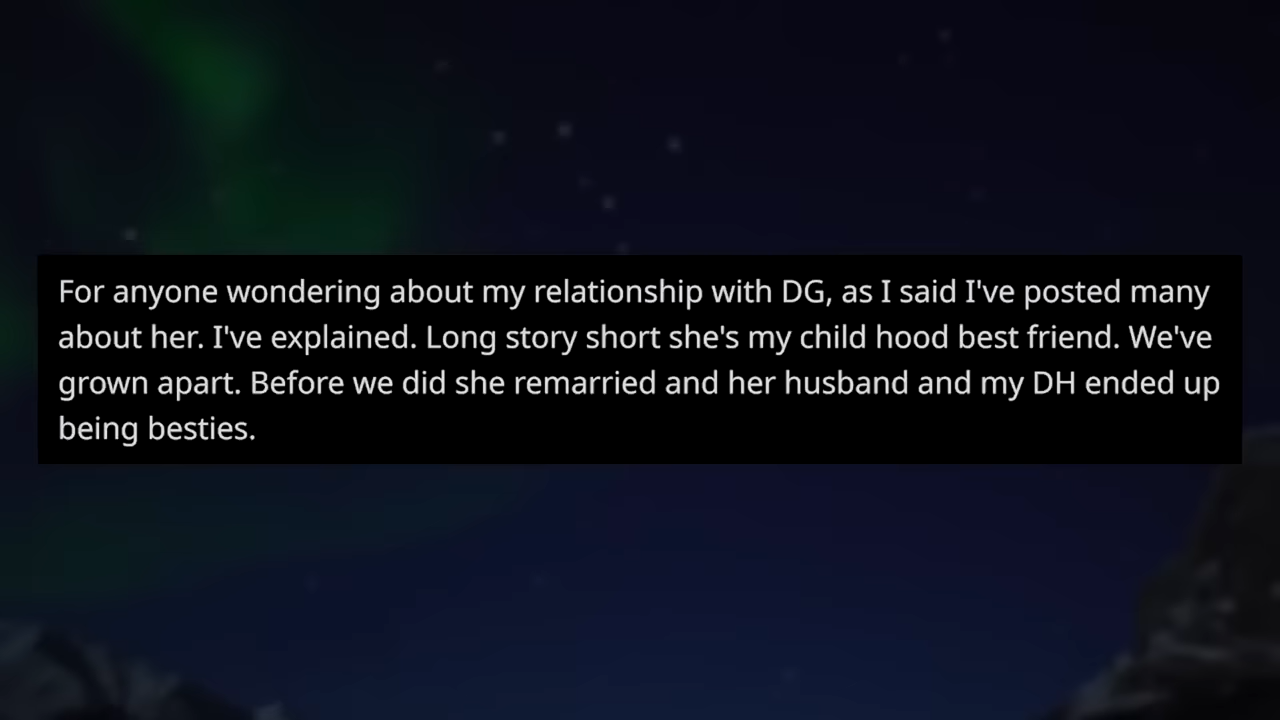 For anyone wondering about my relationship with DG, as I said I've posted many
about her. I've explained. Long story short she's my child hood best friend. We've
grown apart. Before we did she remarried and her husband and my DH ended up
being besties.